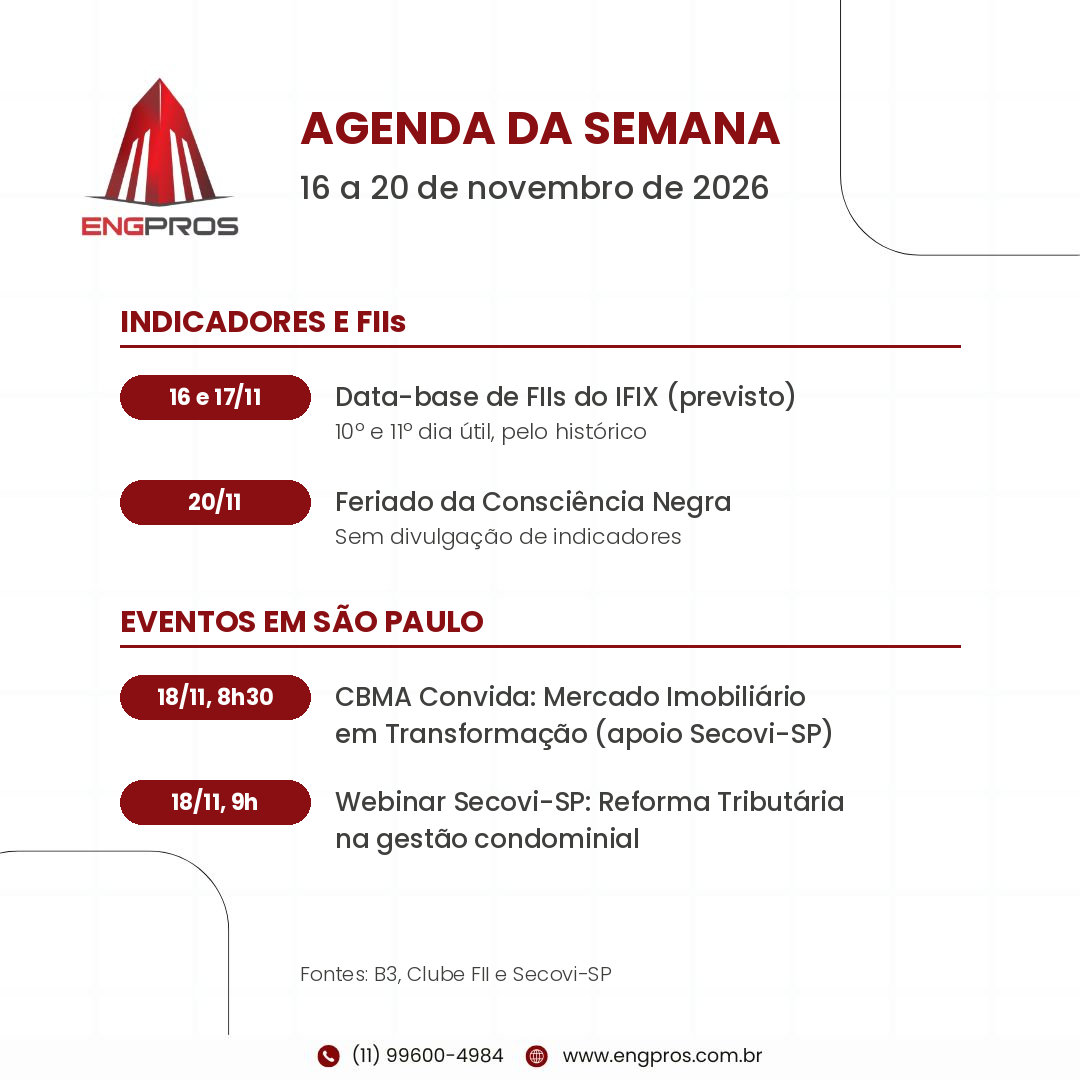 AGENDA DA SEMANA
16 a 20 de novembro de 2026
ENGPROS
INDICADORES E FIIs
16 e 17/11
Data-base de FIIs do IFIX (previsto)
10º e 11º dia útil, pelo histórico
20/11
Feriado da Consciência Negra
Sem divulgação de indicadores
EVENTOS EM SÃO PAULO
18/11, 8h30
CBMA Convida: Mercado Imobiliário
em Transformação (apoio Secovi-SP)
18/11, 9h
Webinar Secovi-SP: Reforma Tributária
na gestão condominial
Fontes: B3, Clube FII e Secovi-SP
(11) 99600-4984
www.engpros.com.br